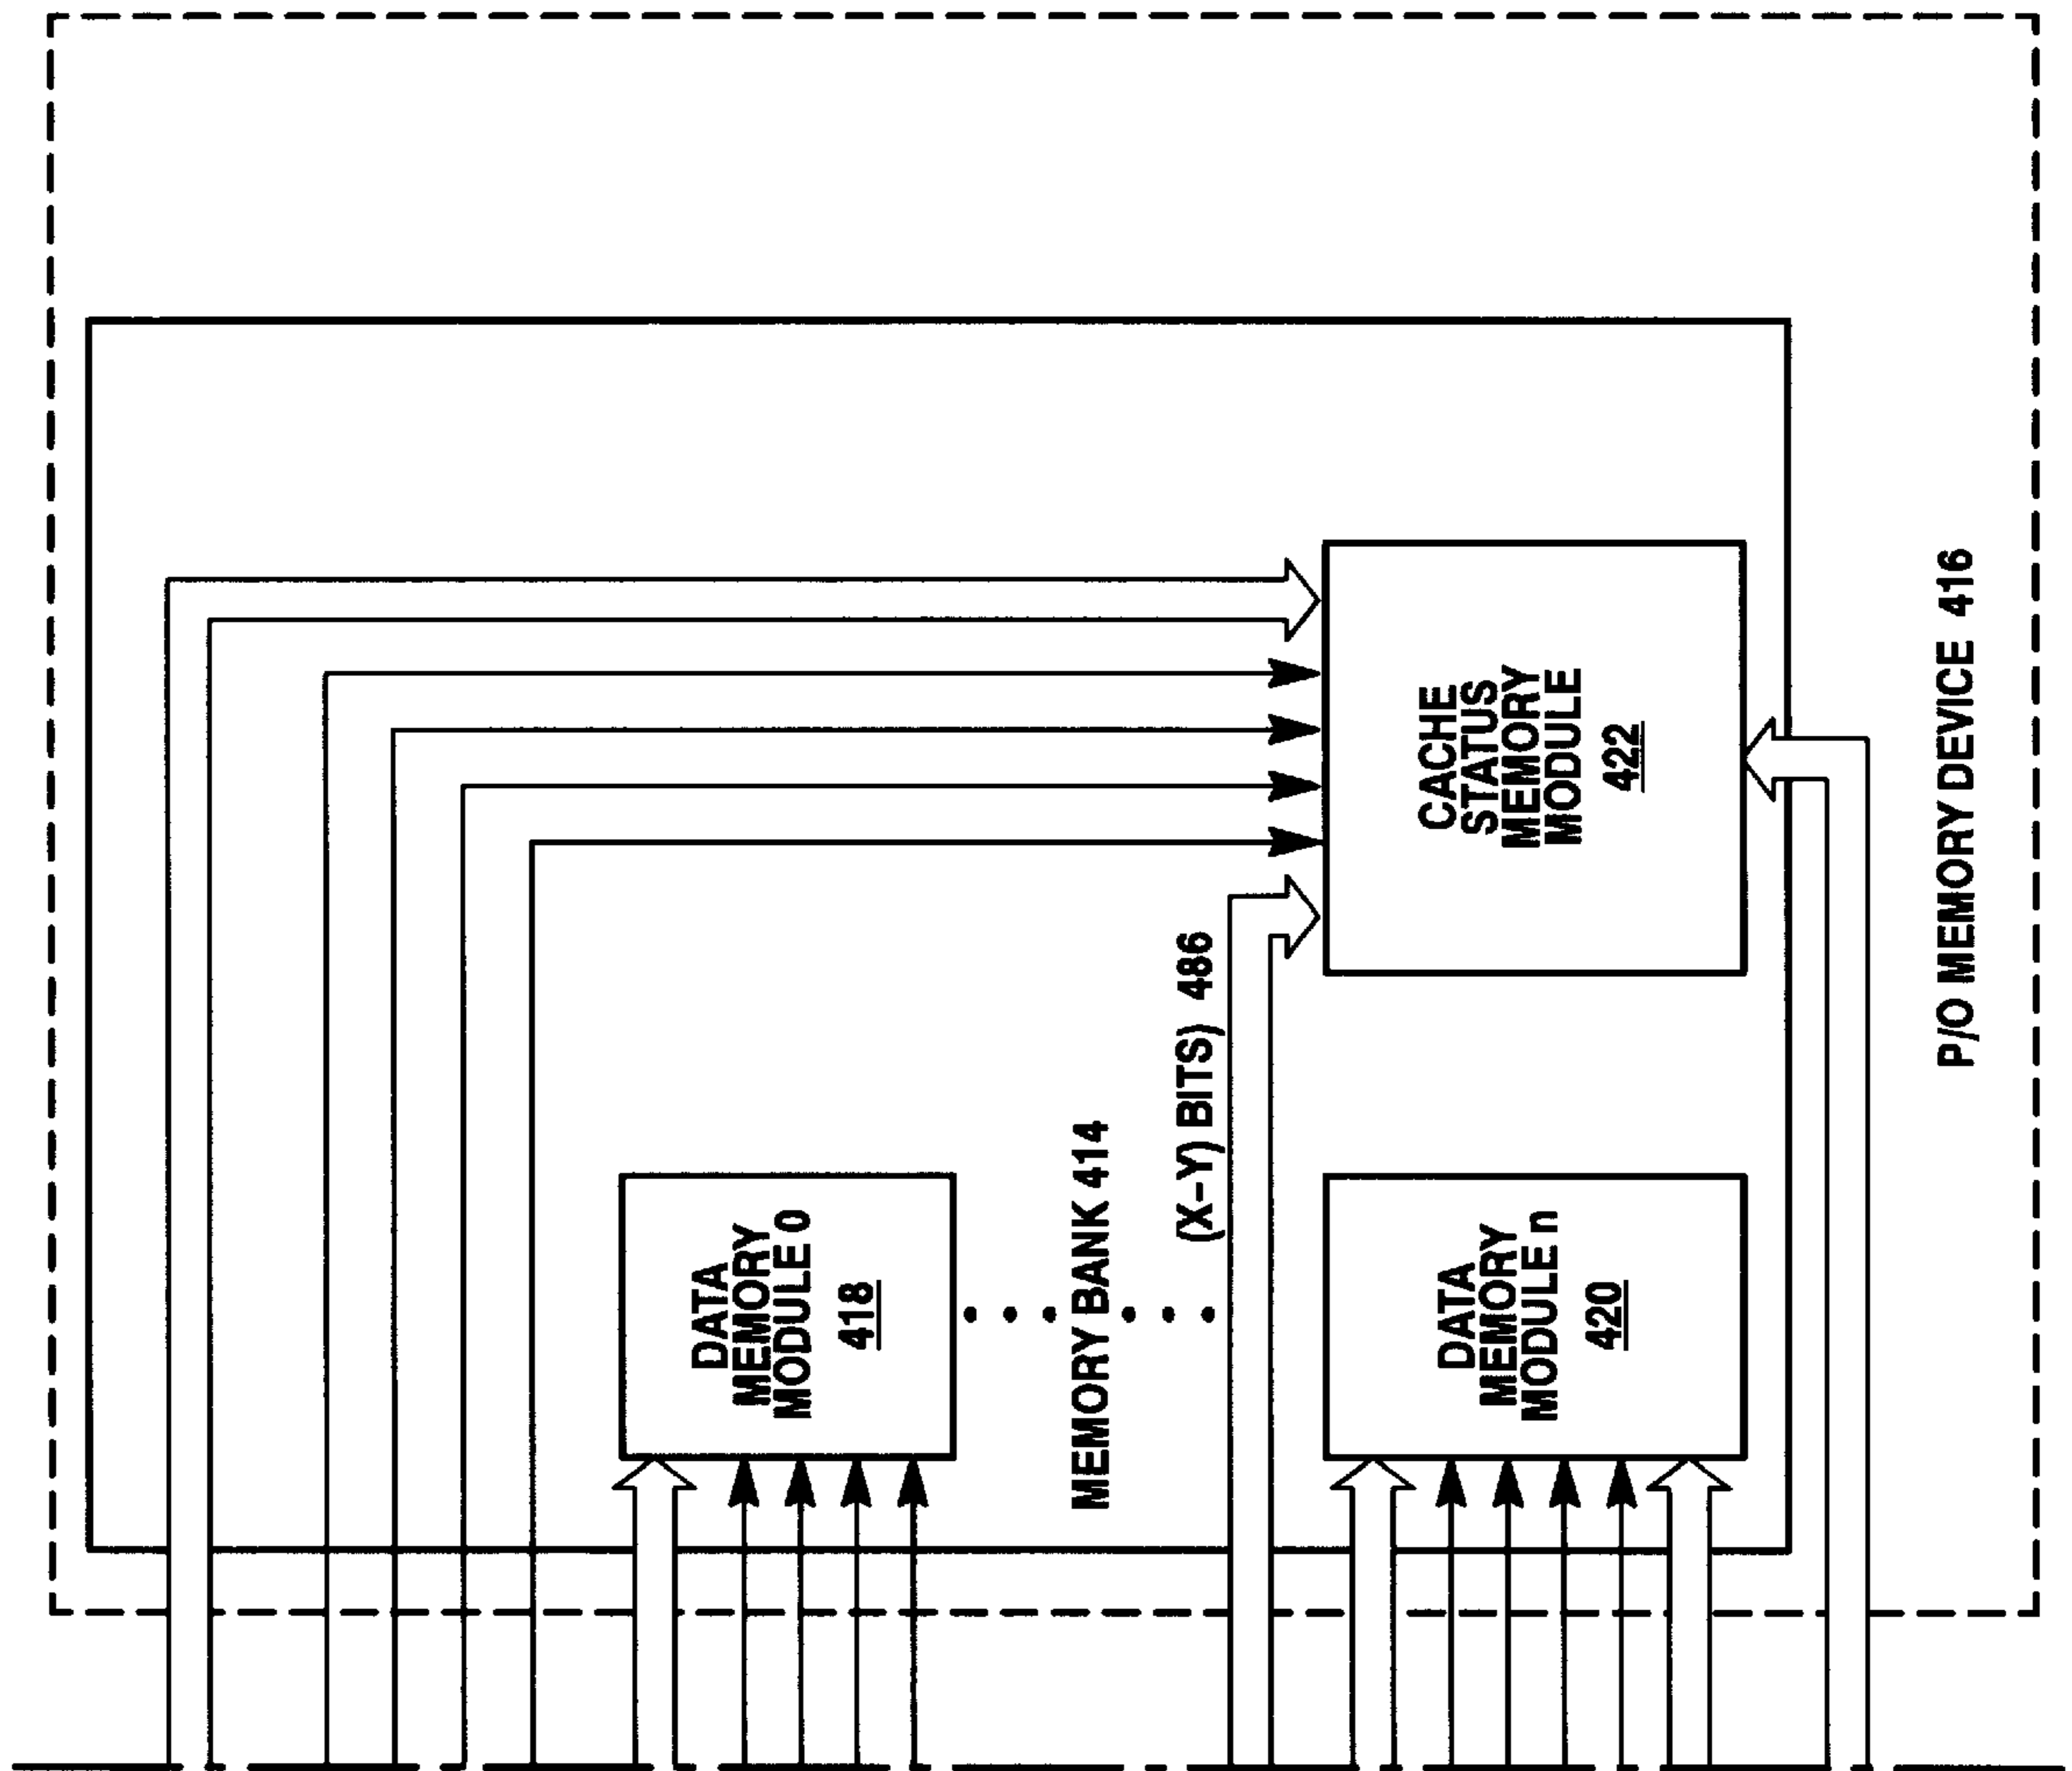 CACHE
STATUS
MEMORY
MODULE
422
DATA
MEMORY
MODULE 0
418
MEMORY BANK 414
(X-Y) BITS) 486
DATA
MEMORY
MODULE n
420
P/O MEMORY DEVICE 416